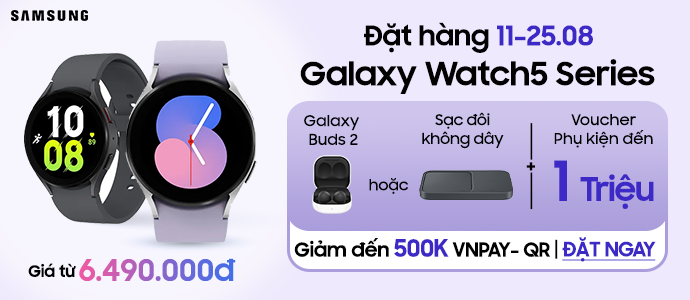 SAMSUNG
Đặt hàng 11-25.08
Galaxy Watch5 Series
10
08
89
Galaxy
Buds 2
hoặc
Sạc đôi
không dây
+
Voucher
Phụ kiện đến
1 Triệu
Giảm đến 500K VNPAY- QR | ĐẶT NGAY
Giá từ 6.490.000đ